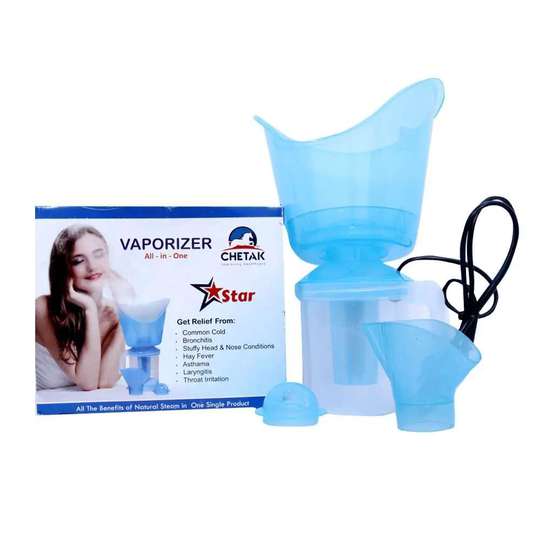 VAPORIZER
All - in - One
CHETAK
Star
Get Relief From:
- Common Cold
- Bronchitis
- Stuffy Head & Nose Conditions
- Hay Fever
- Asthama
- Laryngitis
- Throat Irritation
All The Benefits of Natural Steam in One Single Product